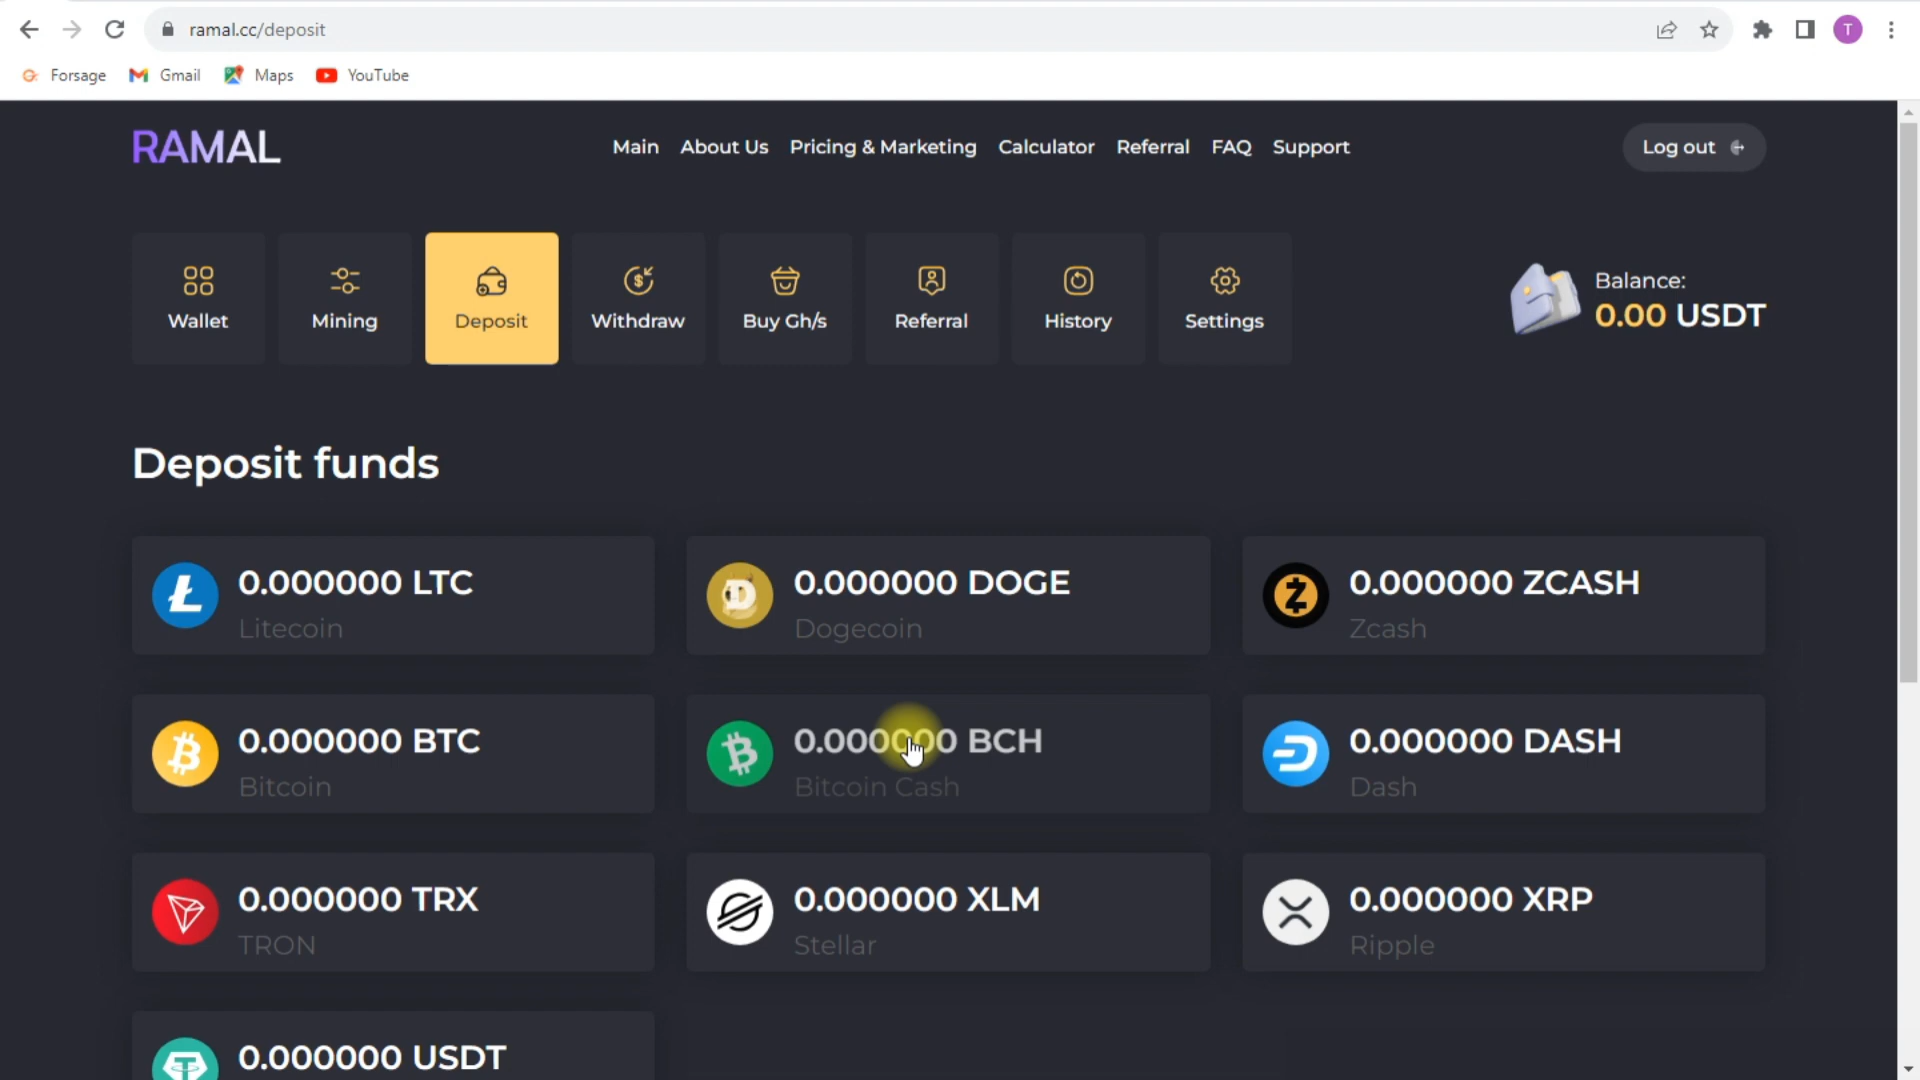 ramal.cc/deposit
T
Forsage Gmail Maps YouTube
RAMAL
Main About Us Pricing & Marketing Calculator Referral FAQ Support
Log out
Wallet Mining Deposit Withdraw Buy Gh/s Referral History Settings
Balance:
0.00 USDT
Deposit funds
0.000000 LTC
Litecoin
0.000000 DOGE
Dogecoin
0.000000 ZCASH
Zcash
0.000000 BTC
Bitcoin
0.000000 BCH
Bitcoin Cash
0.000000 DASH
Dash
0.000000 TRX
TRON
0.000000 XLM
Stellar
0.000000 XRP
Ripple
0.000000 USDT